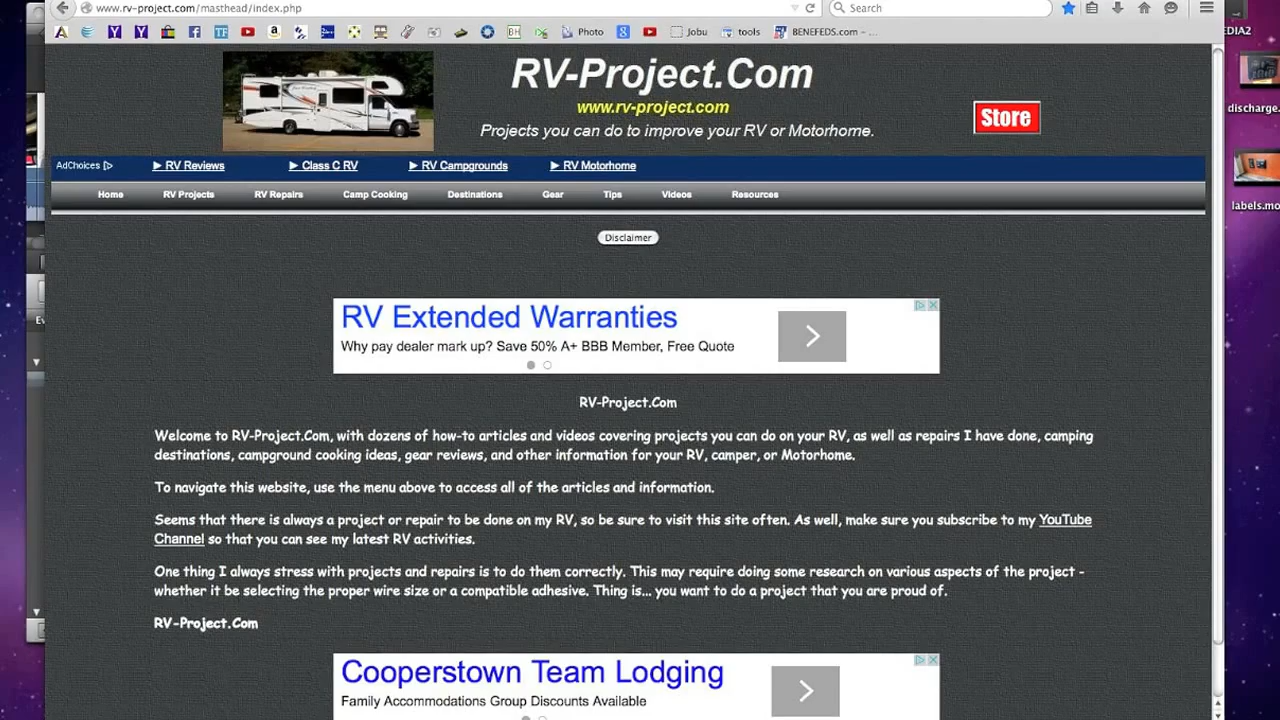 www.rv-project.com/masthead/index.php
Search
Photo
Jobu
tools
BENEFEDS.com – ...
EDIA2
RV-Project.Com
www.rv-project.com
Projects you can do to improve your RV or Motorhome.
Store
discharge.
AdChoices
RV Reviews
Class C RV
RV Campgrounds
RV Motorhome
Home
RV Projects
RV Repairs
Camp Cooking
Destinations
Gear
Tips
Videos
Resources
labels.mo
Disclaimer
RV Extended Warranties
Why pay dealer mark up? Save 50% A+ BBB Member, Free Quote
RV-Project.Com
Welcome to RV-Project.Com, with dozens of how-to articles and videos covering projects you can do on your RV, as well as repairs I have done, camping
destinations, campground cooking ideas, gear reviews, and other information for your RV, camper, or Motorhome.
To navigate this website, use the menu above to access all of the articles and information.
Seems that there is always a project or repair to be done on my RV, so be sure to visit this site often. As well, make sure you subscribe to my YouTube
Channel so that you can see my latest RV activities.
One thing I always stress with projects and repairs is to do them correctly. This may require doing some research on various aspects of the project -
whether it be selecting the proper wire size or a compatible adhesive. Thing is... you want to do a project that you are proud of.
RV-Project.Com
Cooperstown Team Lodging
Family Accommodations Group Discounts Available